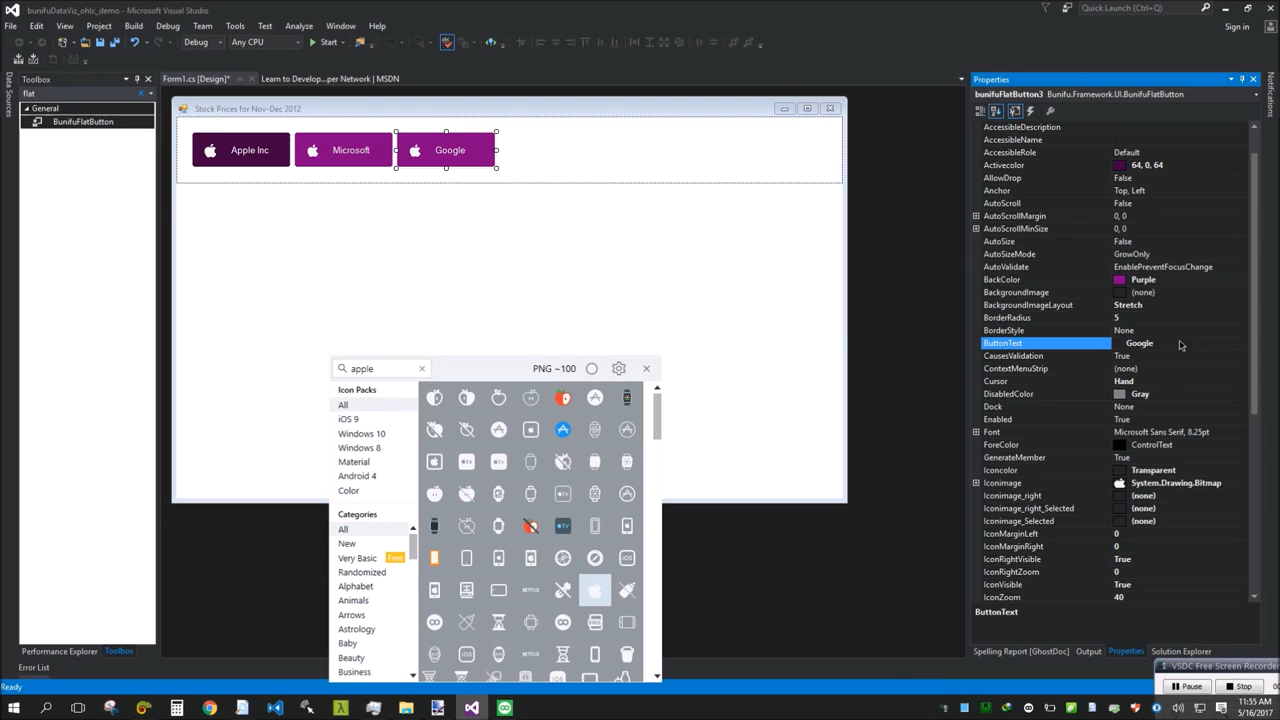 bunifuDataViz_ohlc_demo - Microsoft Visual Studio
Quick Launch (Ctrl+Q)
File Edit View Project Build Debug Team Tools Test Analyze Window Help
Sign in
Debug Any CPU Start
Toolbox
Form1.cs [Design]*
Learn to Develop...per Network | MSDN
Properties
Data Sources
flat
General
BunifuFlatButton
Stock Prices for Nov-Dec 2012
Apple Inc
Microsoft
Google
bunifuFlatButton3 Bunifu.Framework.UI.BunifuFlatButton
Notifications
AccessibleDescription
AccessibleName
AccessibleRole Default
Activecolor 64, 0, 64
AllowDrop False
Anchor Top, Left
AutoScroll False
AutoScrollMargin 0, 0
AutoScrollMinSize 0, 0
AutoSize False
AutoSizeMode GrowOnly
AutoValidate EnablePreventFocusChange
BackColor Purple
BackgroundImage (none)
BackgroundImageLayout Stretch
BorderRadius 5
BorderStyle None
ButtonText Google
CausesValidation True
ContextMenuStrip (none)
Cursor Hand
DisabledColor Gray
Dock None
Enabled True
Font Microsoft Sans Serif, 8.25pt
ForeColor ControlText
GenerateMember True
Iconcolor Transparent
Iconimage System.Drawing.Bitmap
Iconimage_right (none)
Iconimage_right_Selected (none)
Iconimage_Selected (none)
IconMarginLeft 0
IconMarginRight 0
IconRightVisible True
IconRightZoom 0
IconVisible True
IconZoom 40
ButtonText
apple
PNG ~100
Icon Packs
All
iOS 9
Windows 10
Windows 8
Material
Android 4
Color
Categories
All
New
Very Basic Free
Randomized
Alphabet
Animals
Arrows
Astrology
Baby
Beauty
Business
Performance Explorer Toolbox
Spelling Report [GhostDoc] Output Properties Solution Explorer
Error List
VSDC Free Screen Recorder
Ready
Pause Stop
11:55 AM
5/16/2017